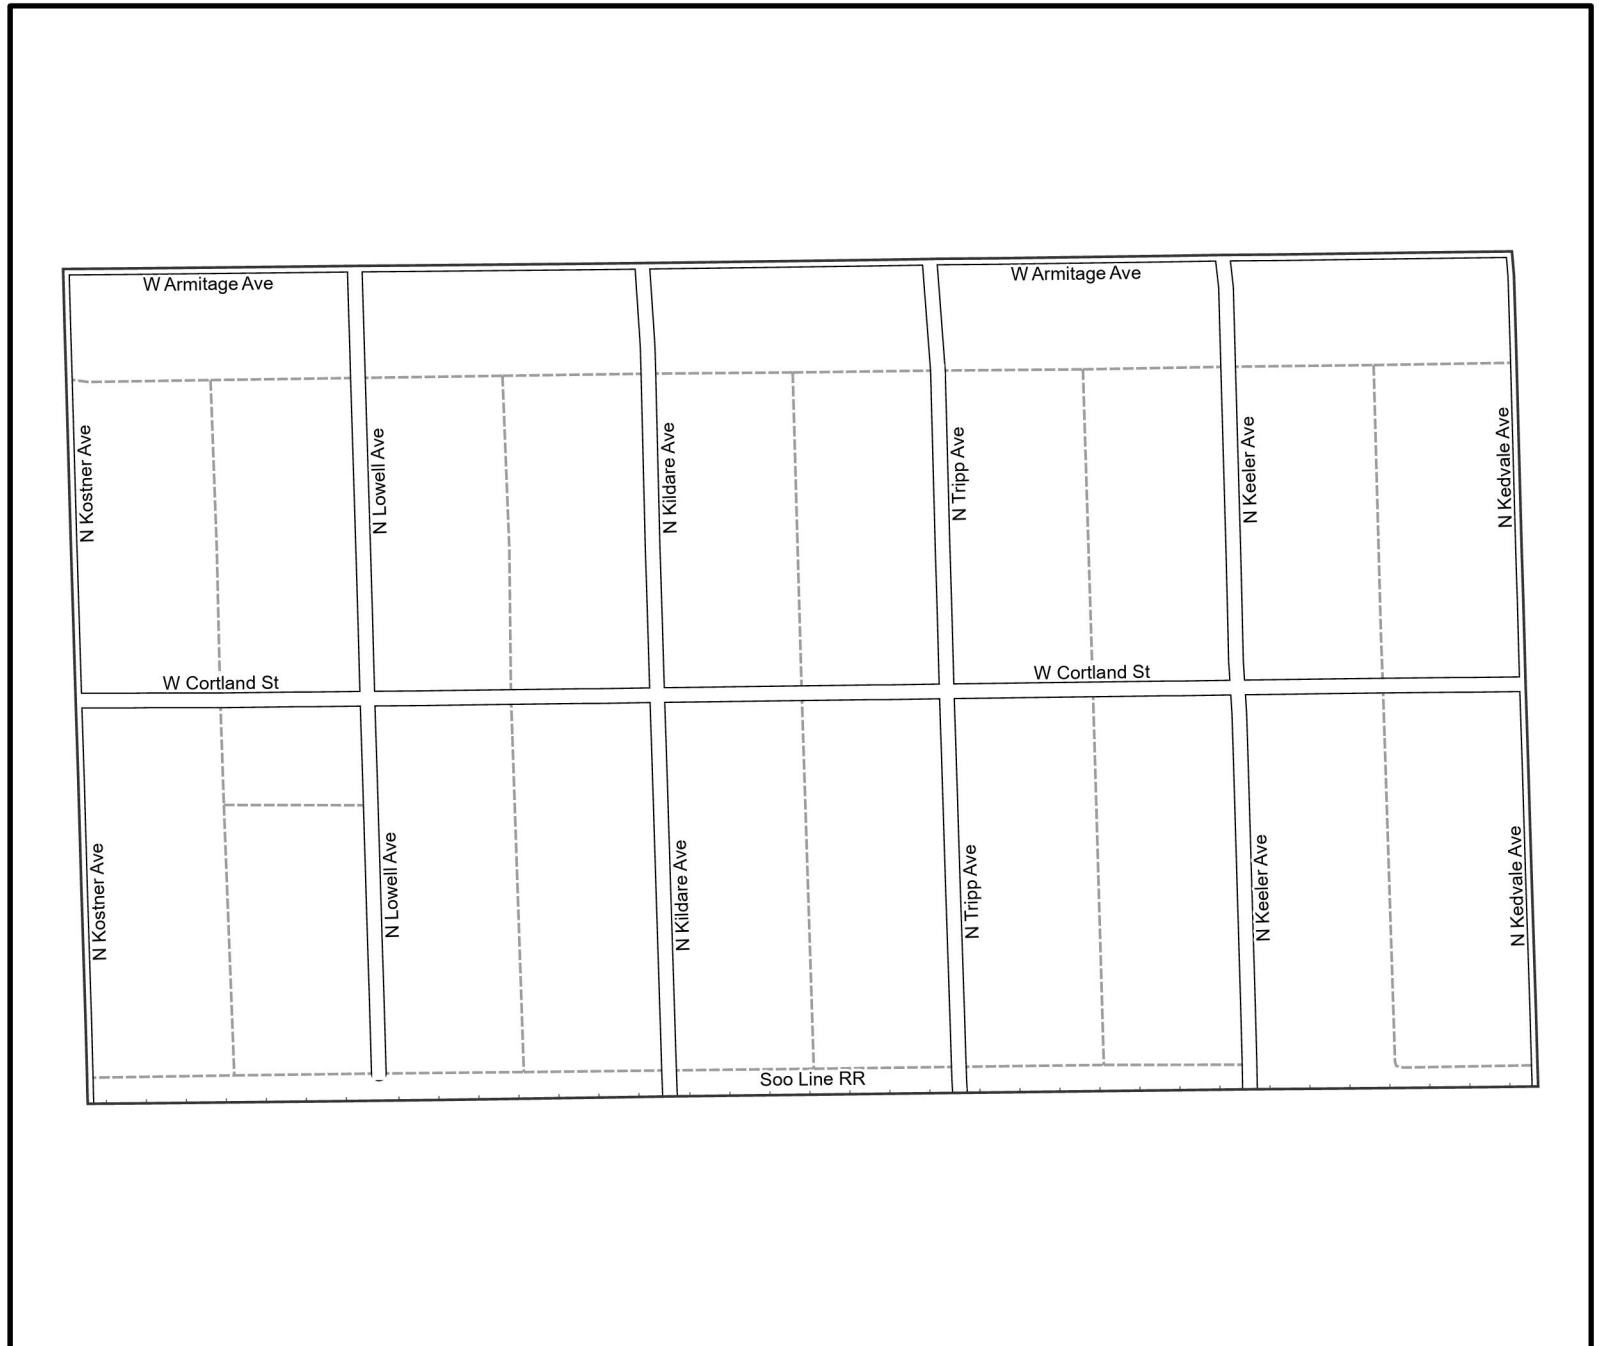 W Armitage Ave
W Armitage Ave
N Kostner Ave
N Lowell Ave
N Kildare Ave
N Tripp Ave
N Keeler Ave
N Kedvale Ave
W Cortland St
W Cortland St
N Kostner Ave
N Lowell Ave
N Kildare Ave
N Tripp Ave
N Keeler Ave
N Kedvale Ave
Soo Line RR